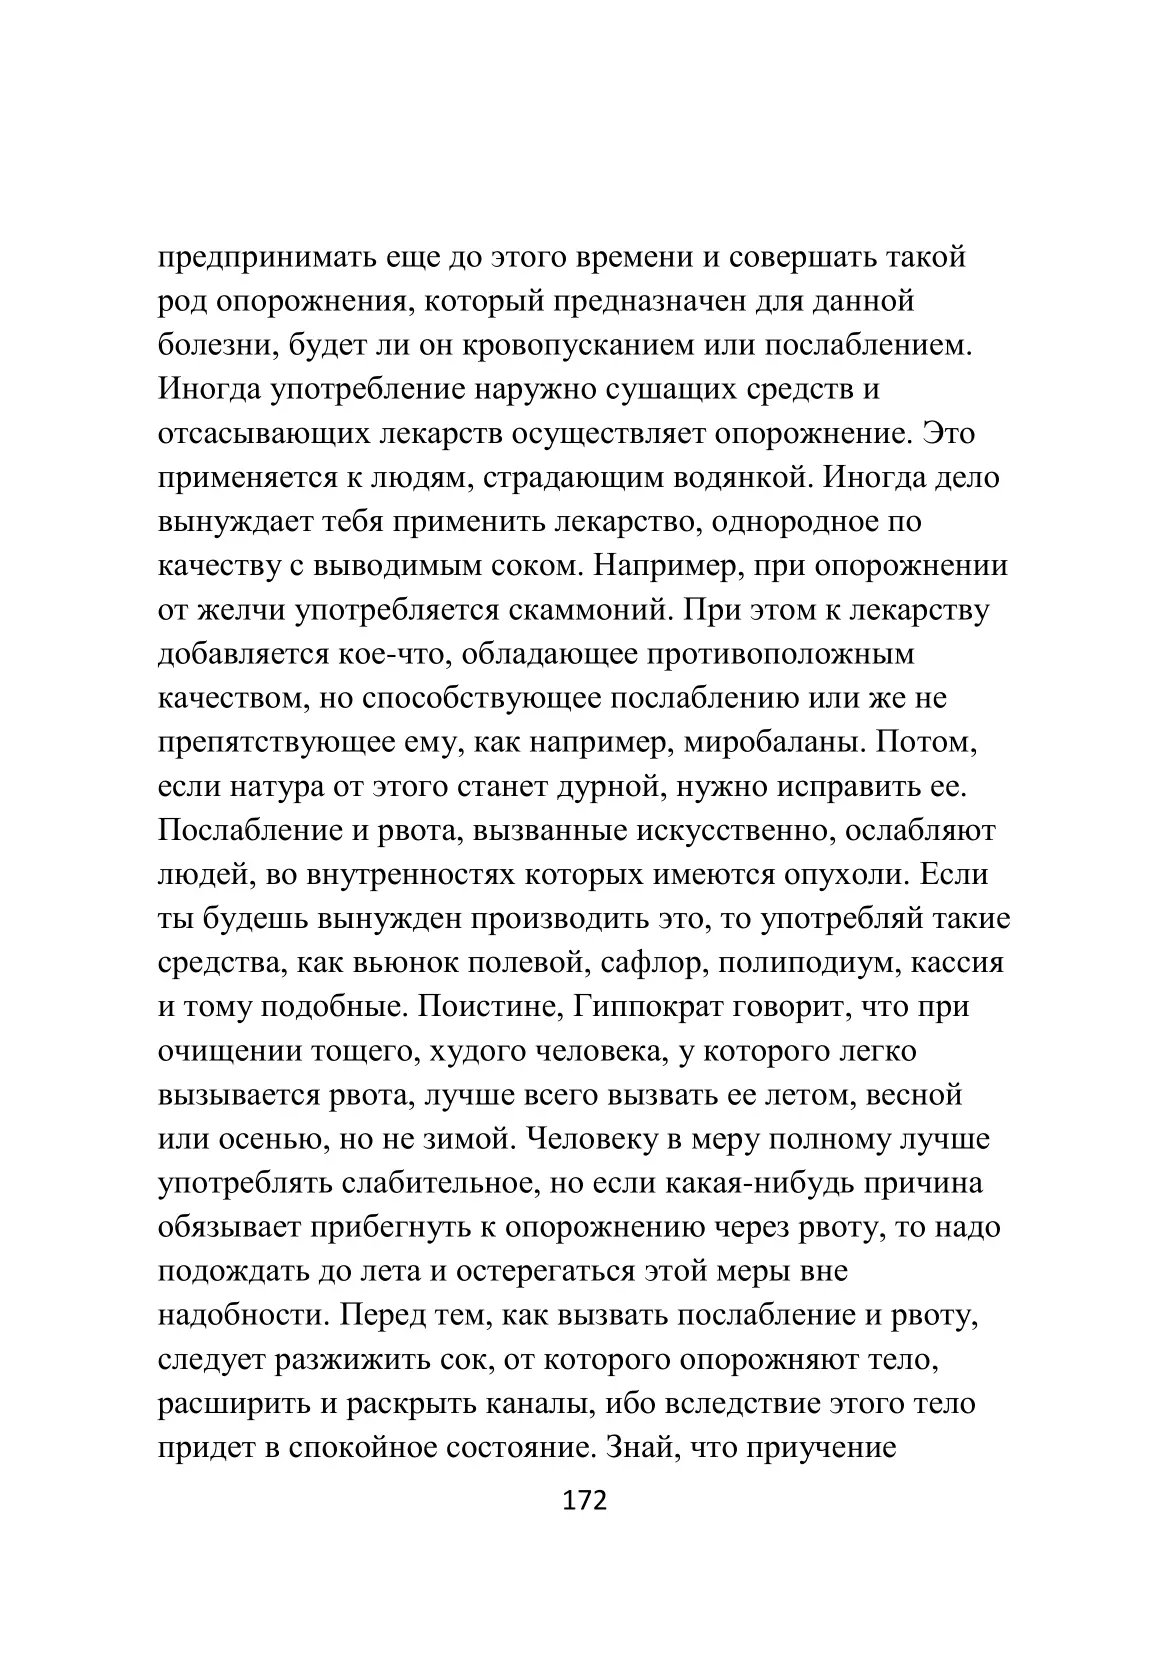 предпринимать еще до этого времени и совершать такой
род опорожнения, который предназначен для данной
болезни, будет ли он кровопусканием или послаблением.
Иногда употребление наружно сушащих средств и
отсасывающих лекарств осуществляет опорожнение. Это
применяется к людям, страдающим водянкой. Иногда дело
вынуждает тебя применить лекарство, однородное по
качеству с выводимым соком. Например, при опорожнении
от желчи употребляется скаммоний. При этом к лекарству
добавляется кое-что, обладающее противоположным
качеством, но способствующее послаблению или же не
препятствующее ему, как например, миробаланы. Потом,
если натура от этого станет дурной, нужно исправить ее.
Послабление и рвота, вызванные искусственно, ослабляют
людей, во внутренностях которых имеются опухоли. Если
ты будешь вынужден производить это, то употребляй такие
средства, как вьюнок полевой, сафлор, полиподиум, кассия
и тому подобные. Поистине, Гиппократ говорит, что при
очищении тощего, худого человека, у которого легко
вызывается рвота, лучше всего вызвать ее летом, весной
или осенью, но не зимой. Человеку в меру полному лучше
употреблять слабительное, но если какая-нибудь причина
обязывает прибегнуть к опорожнению через рвоту, то надо
подождать до лета и остерегаться этой меры вне
надобности. Перед тем, как вызвать послабление и рвоту,
следует разжижить сок, от которого опорожняют тело,
расширить и раскрыть каналы, ибо вследствие этого тело
придет в спокойное состояние. Знай, что приучение
172